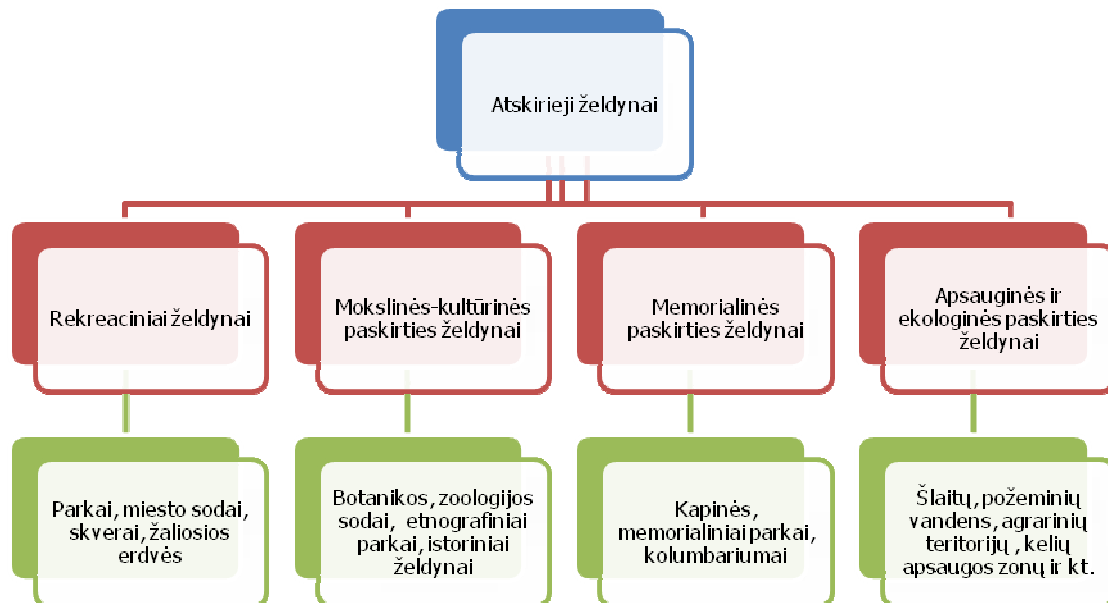 Atskirieji želdynai
Rekreaciniai želdynai
Mokslinės-kultūrinės
paskirties želdynai
Memorialinės
paskirties želdynai
Apsauginės ir
ekologinės paskirties
želdynai
Parkai, miesto sodai,
skverai, žaliosios
erdvės
Botanikos, zoologijos
sodai, etnografiniai
parkai, istoriniai
želdynai
Kapinės,
memorialiniai parkai,
kolumbariumai
Šlaitų, požeminių
vandens, agrarinių
teritorijų , kelių
apsaugos zonų ir kt.